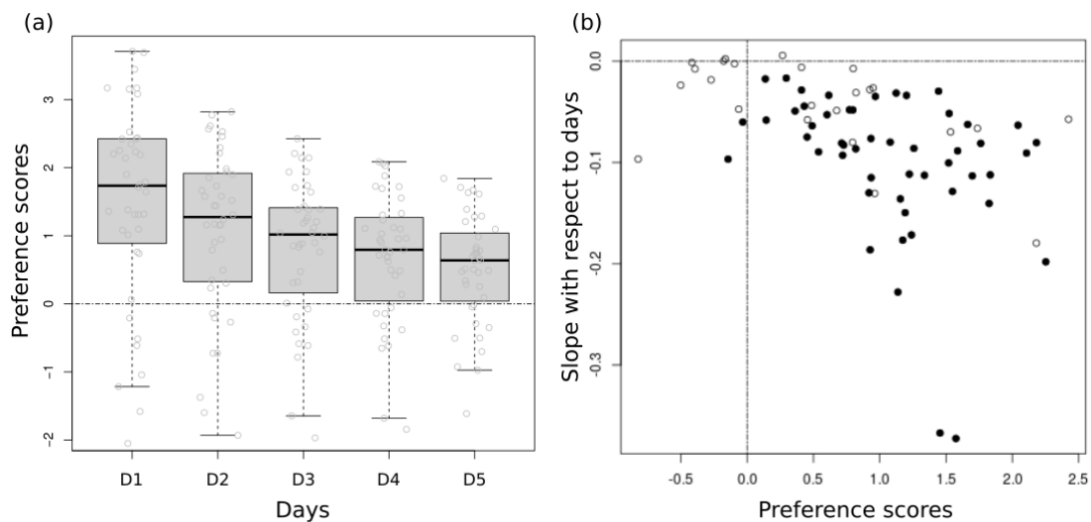 (a)
Preference scores
3
2
1
0
-1
-2
D1 D2 D3 D4 D5
Days
(b)
Slope with respect to days
0.0
-0.1
-0.2
-0.3
-0.5 0.0 0.5 1.0 1.5 2.0 2.5
Preference scores